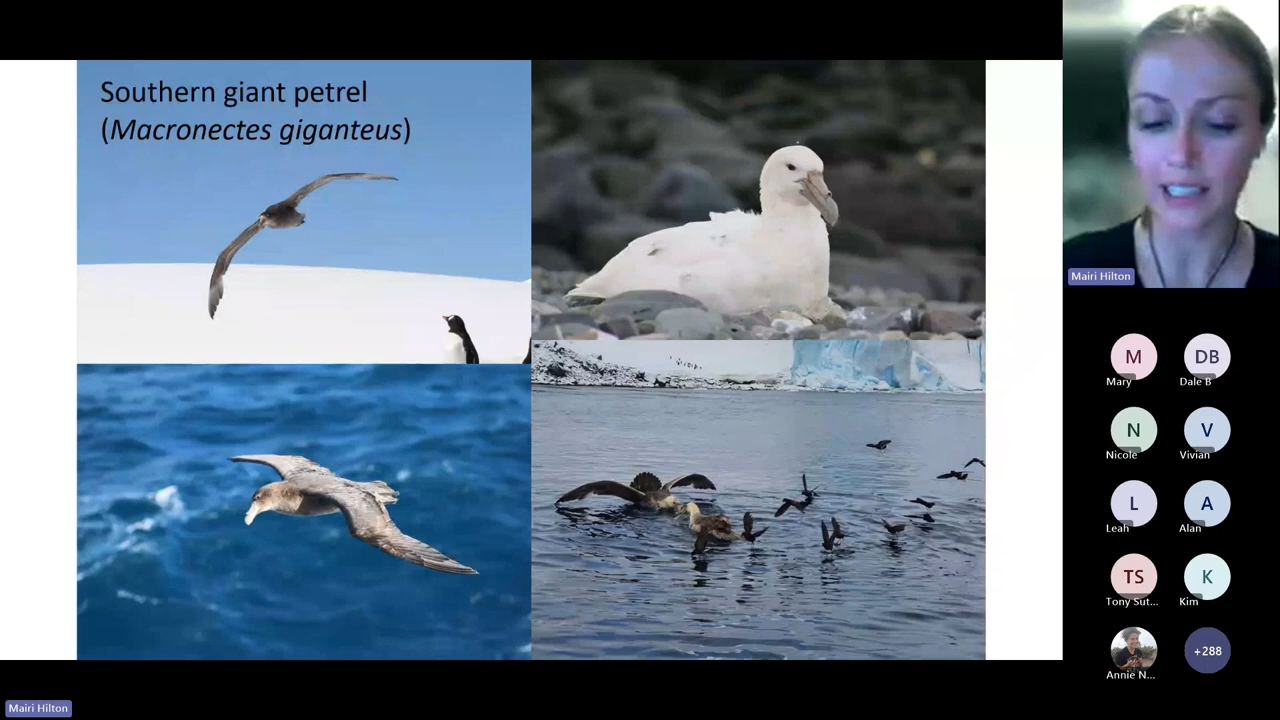 Southern giant petrel
(Macronectes giganteus)
Mairi Hilton
M
Mary
DB
Dale B
N
Nicole
V
Vivian
L
Leah
A
Alan
TS
Tony Sut...
K
Kim
Annie N...
+288
Mairi Hilton